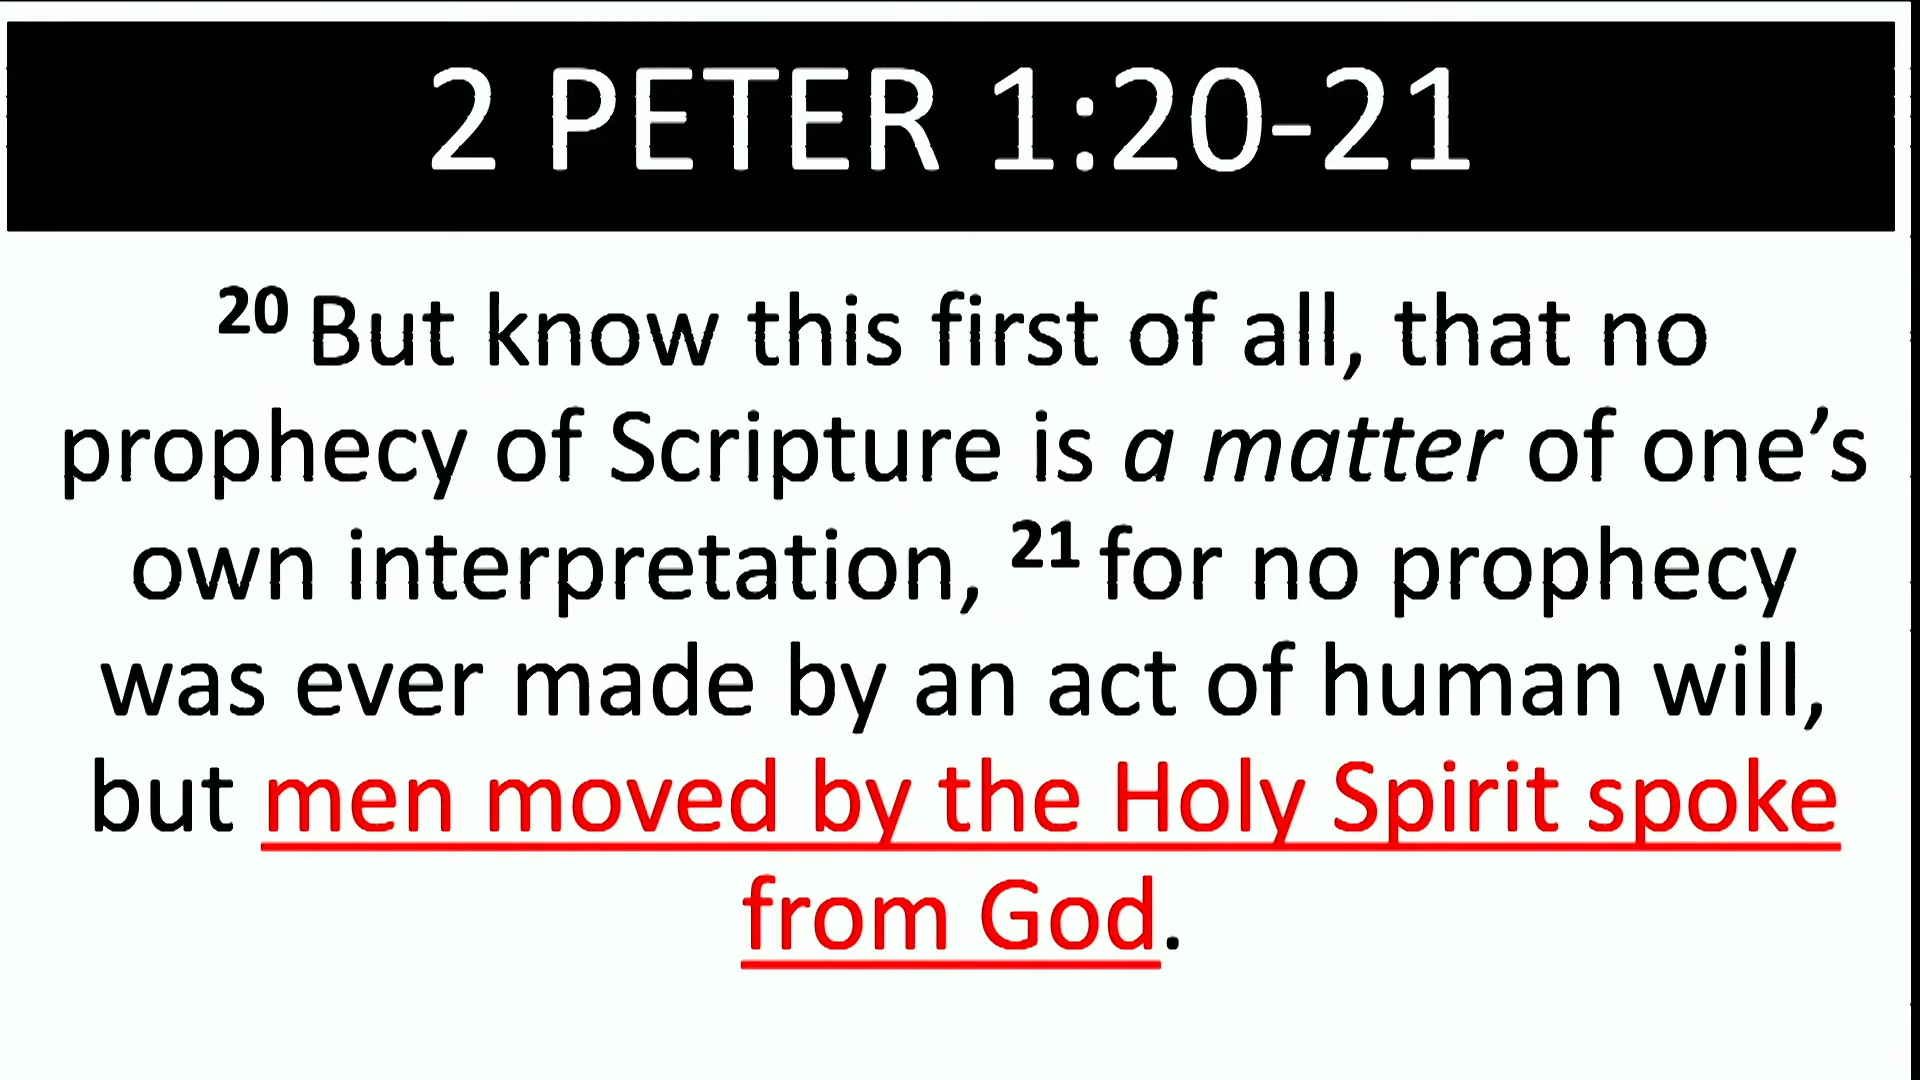 2 PETER 1:20-21
20 But know this first of all, that no
prophecy of Scripture is a matter of one’s
own interpretation, 21 for no prophecy
was ever made by an act of human will,
but men moved by the Holy Spirit spoke
from God.